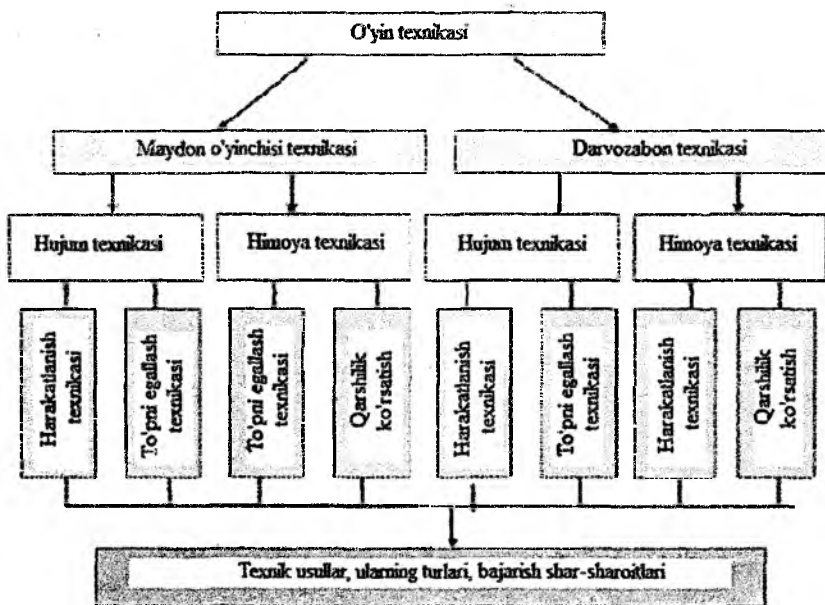 O'yin texnikasi
Maydon o'yinchisi texnikasi
Darvozabon texnikasi
Hujum texnikasi
Himoya texnikasi
Hujum texnikasi
Himoya texnikasi
Harakatlanish
texnikasi
To'pni egallash
texnikasi
To'pni egallash
texnikasi
Qarshilik
ko'rsatish
Harakatlanish
texnikasi
To'pni egallash
texnikasi
Harakatlanish
texnikasi
Qarshilik
ko'rsatish
Texnik usullar, ularning turlari, bajarish shar-sharoitlari